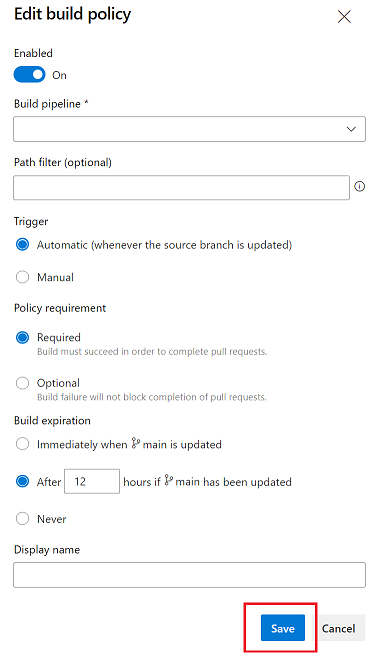 Edit build policy
Enabled
On
Build pipeline *
Path filter (optional)
Trigger
Automatic (whenever the source branch is updated)
Manual
Policy requirement
Required
Build must succeed in order to complete pull requests.
Optional
Build failure will not block completion of pull requests.
Build expiration
Immediately when main is updated
After 12 hours if main has been updated
Never
Display name
Save Cancel